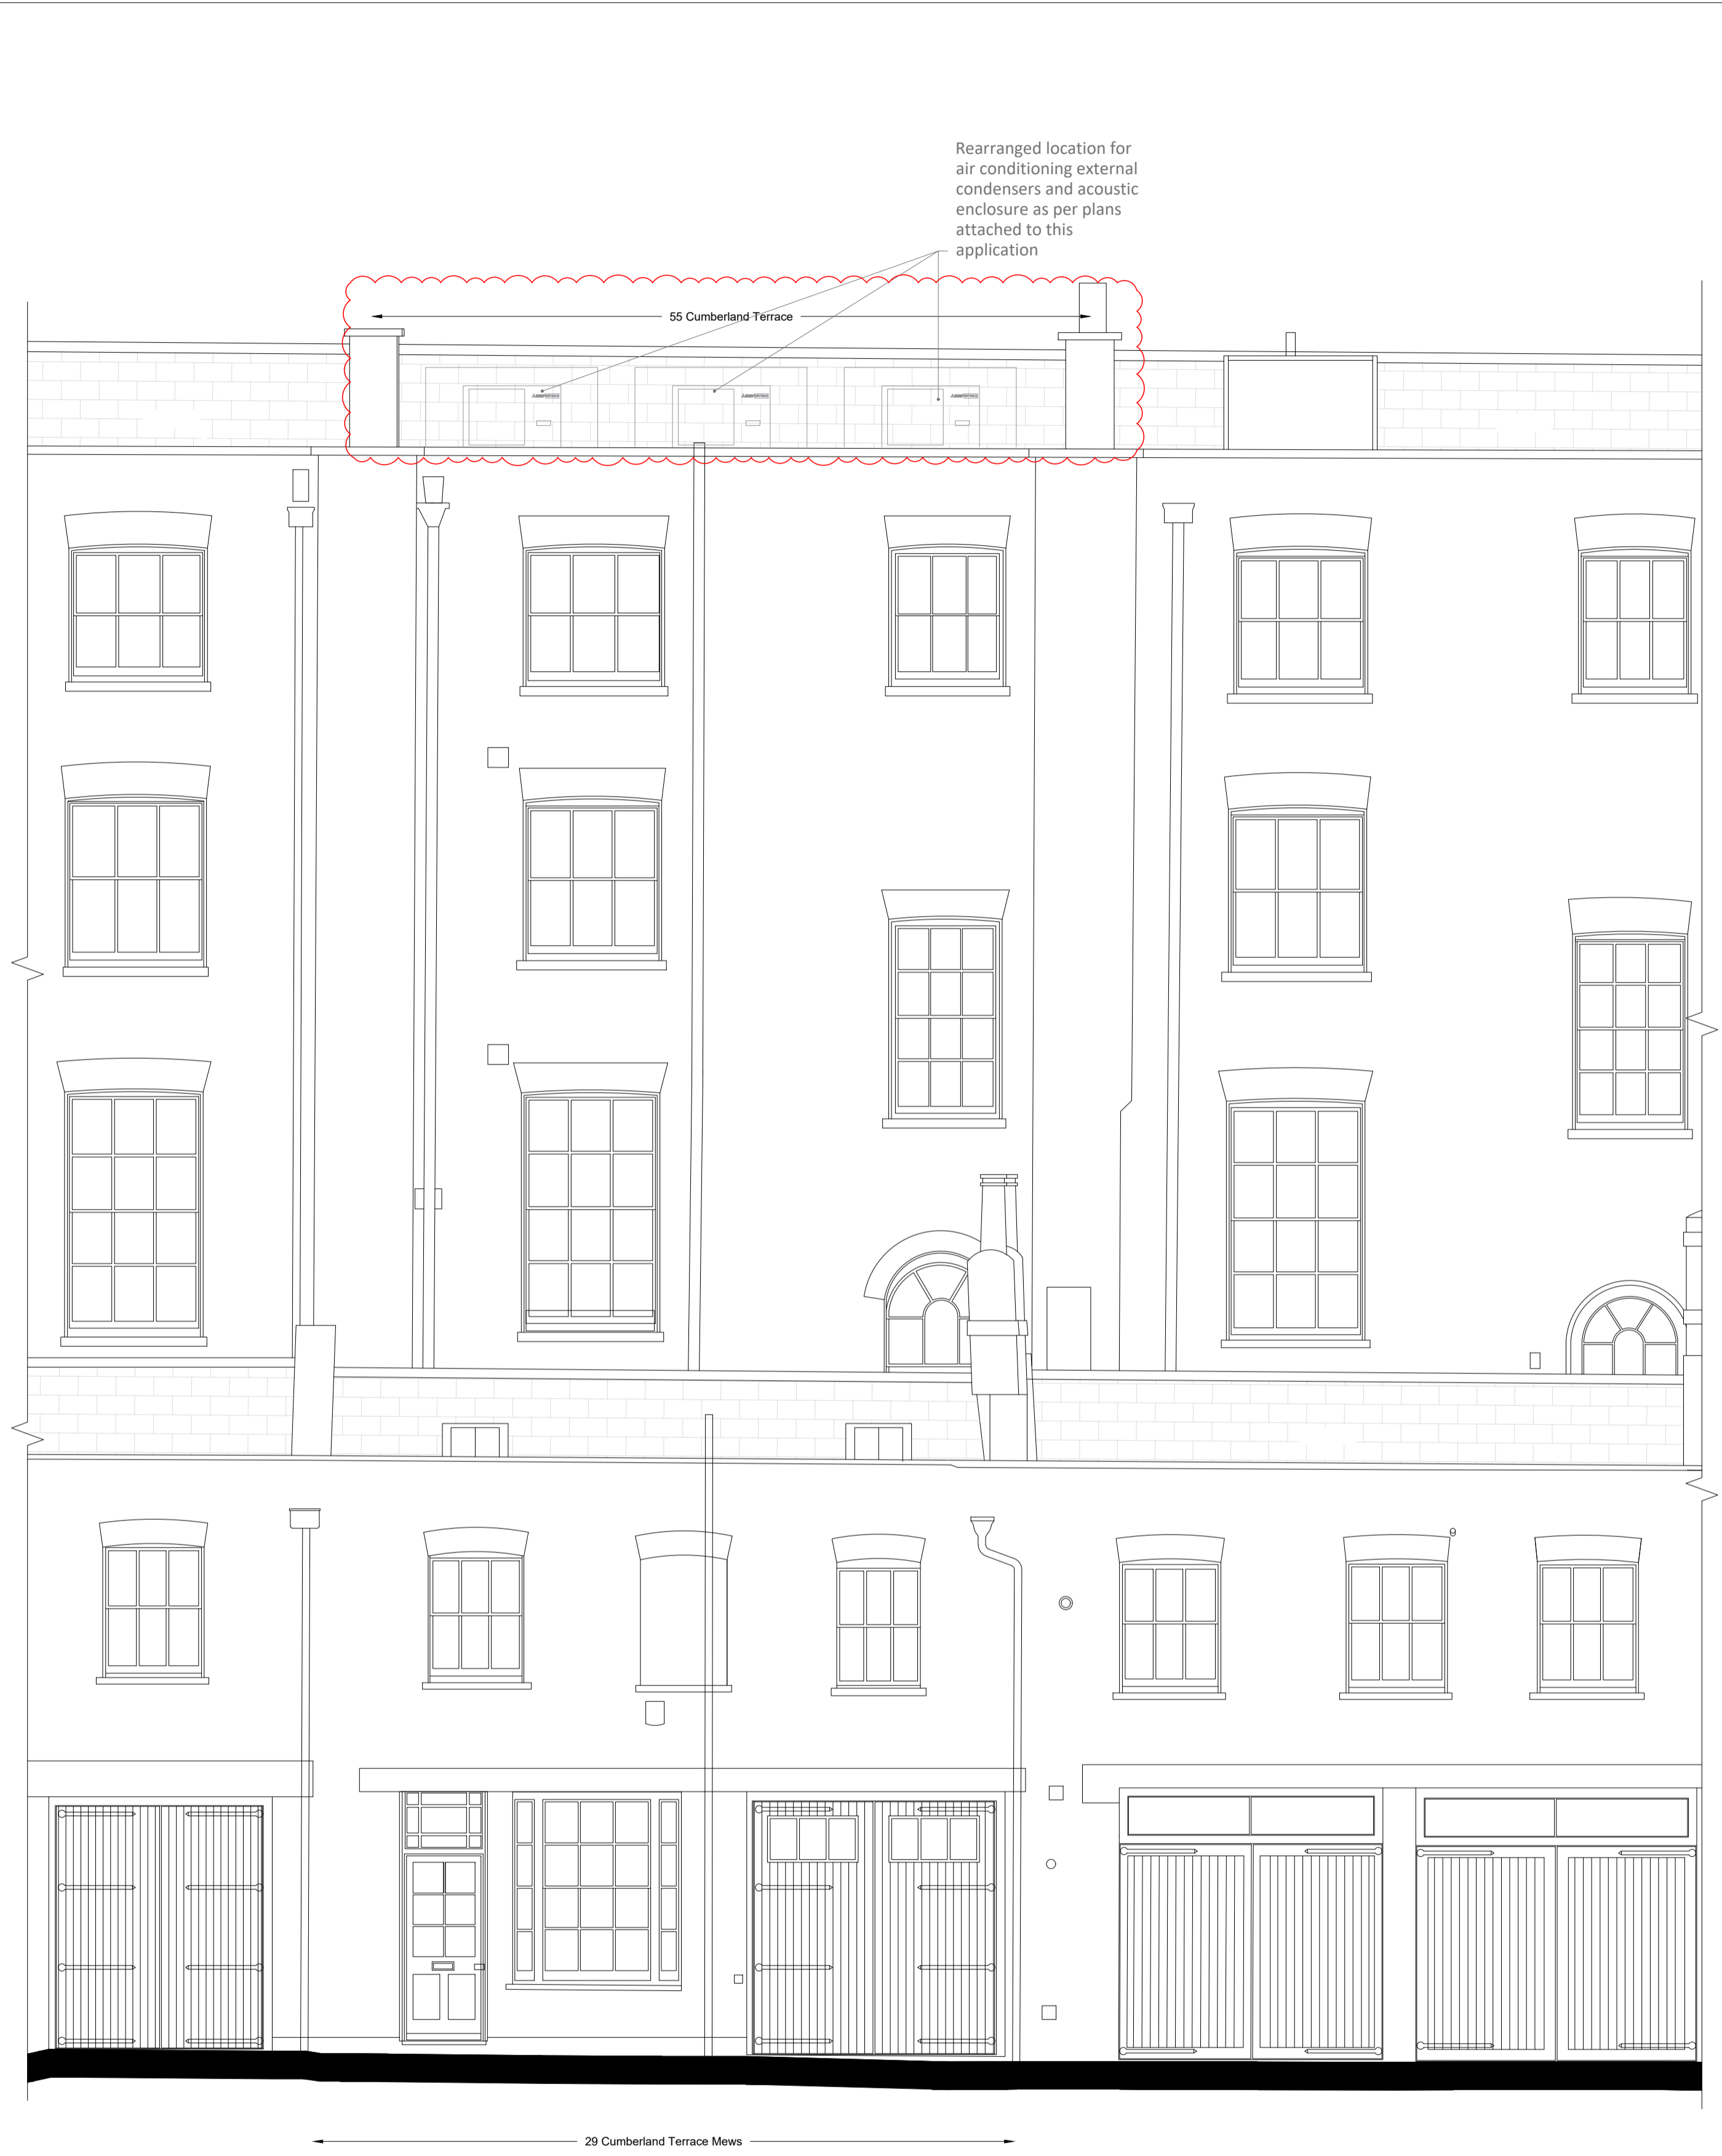 Rearranged location for
air conditioning external
condensers and acoustic
enclosure as per plans
attached to this
application
55 Cumberland Terrace
29 Cumberland Terrace Mews